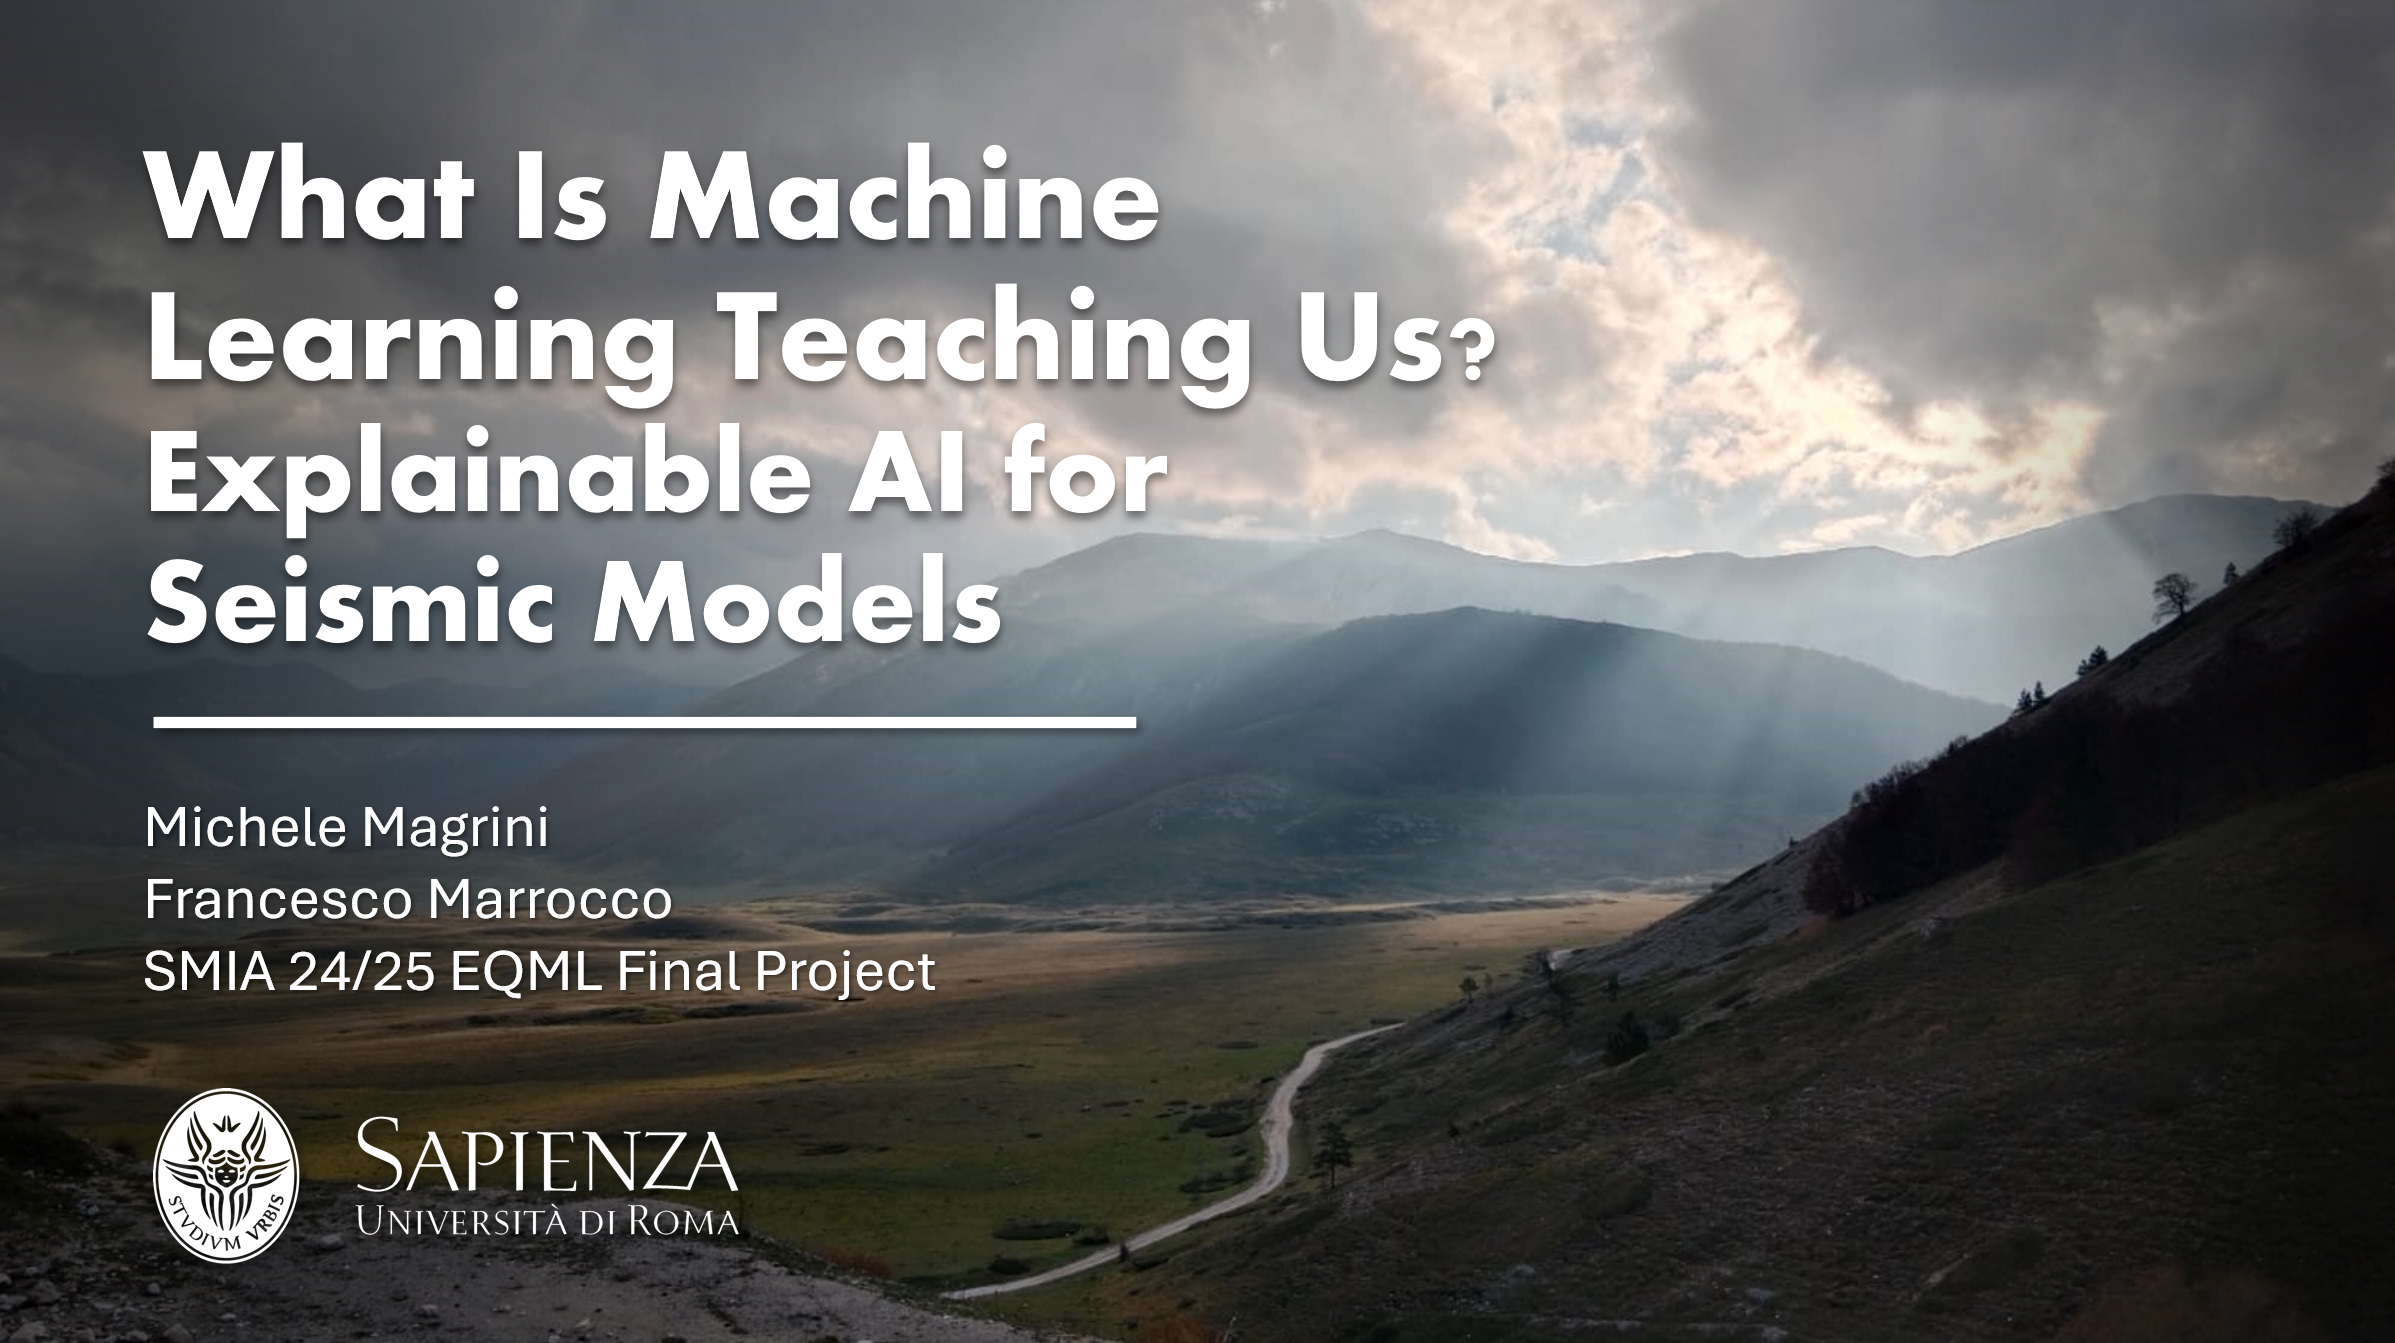 What Is Machine
Learning Teaching Us?
Explainable AI for
Seismic Models
Michele Magrini
Francesco Marrocco
SMIA 24/25 EQML Final Project
STVDIVM VRBIS
SAPIENZA
UNIVERSITÀ DI ROMA